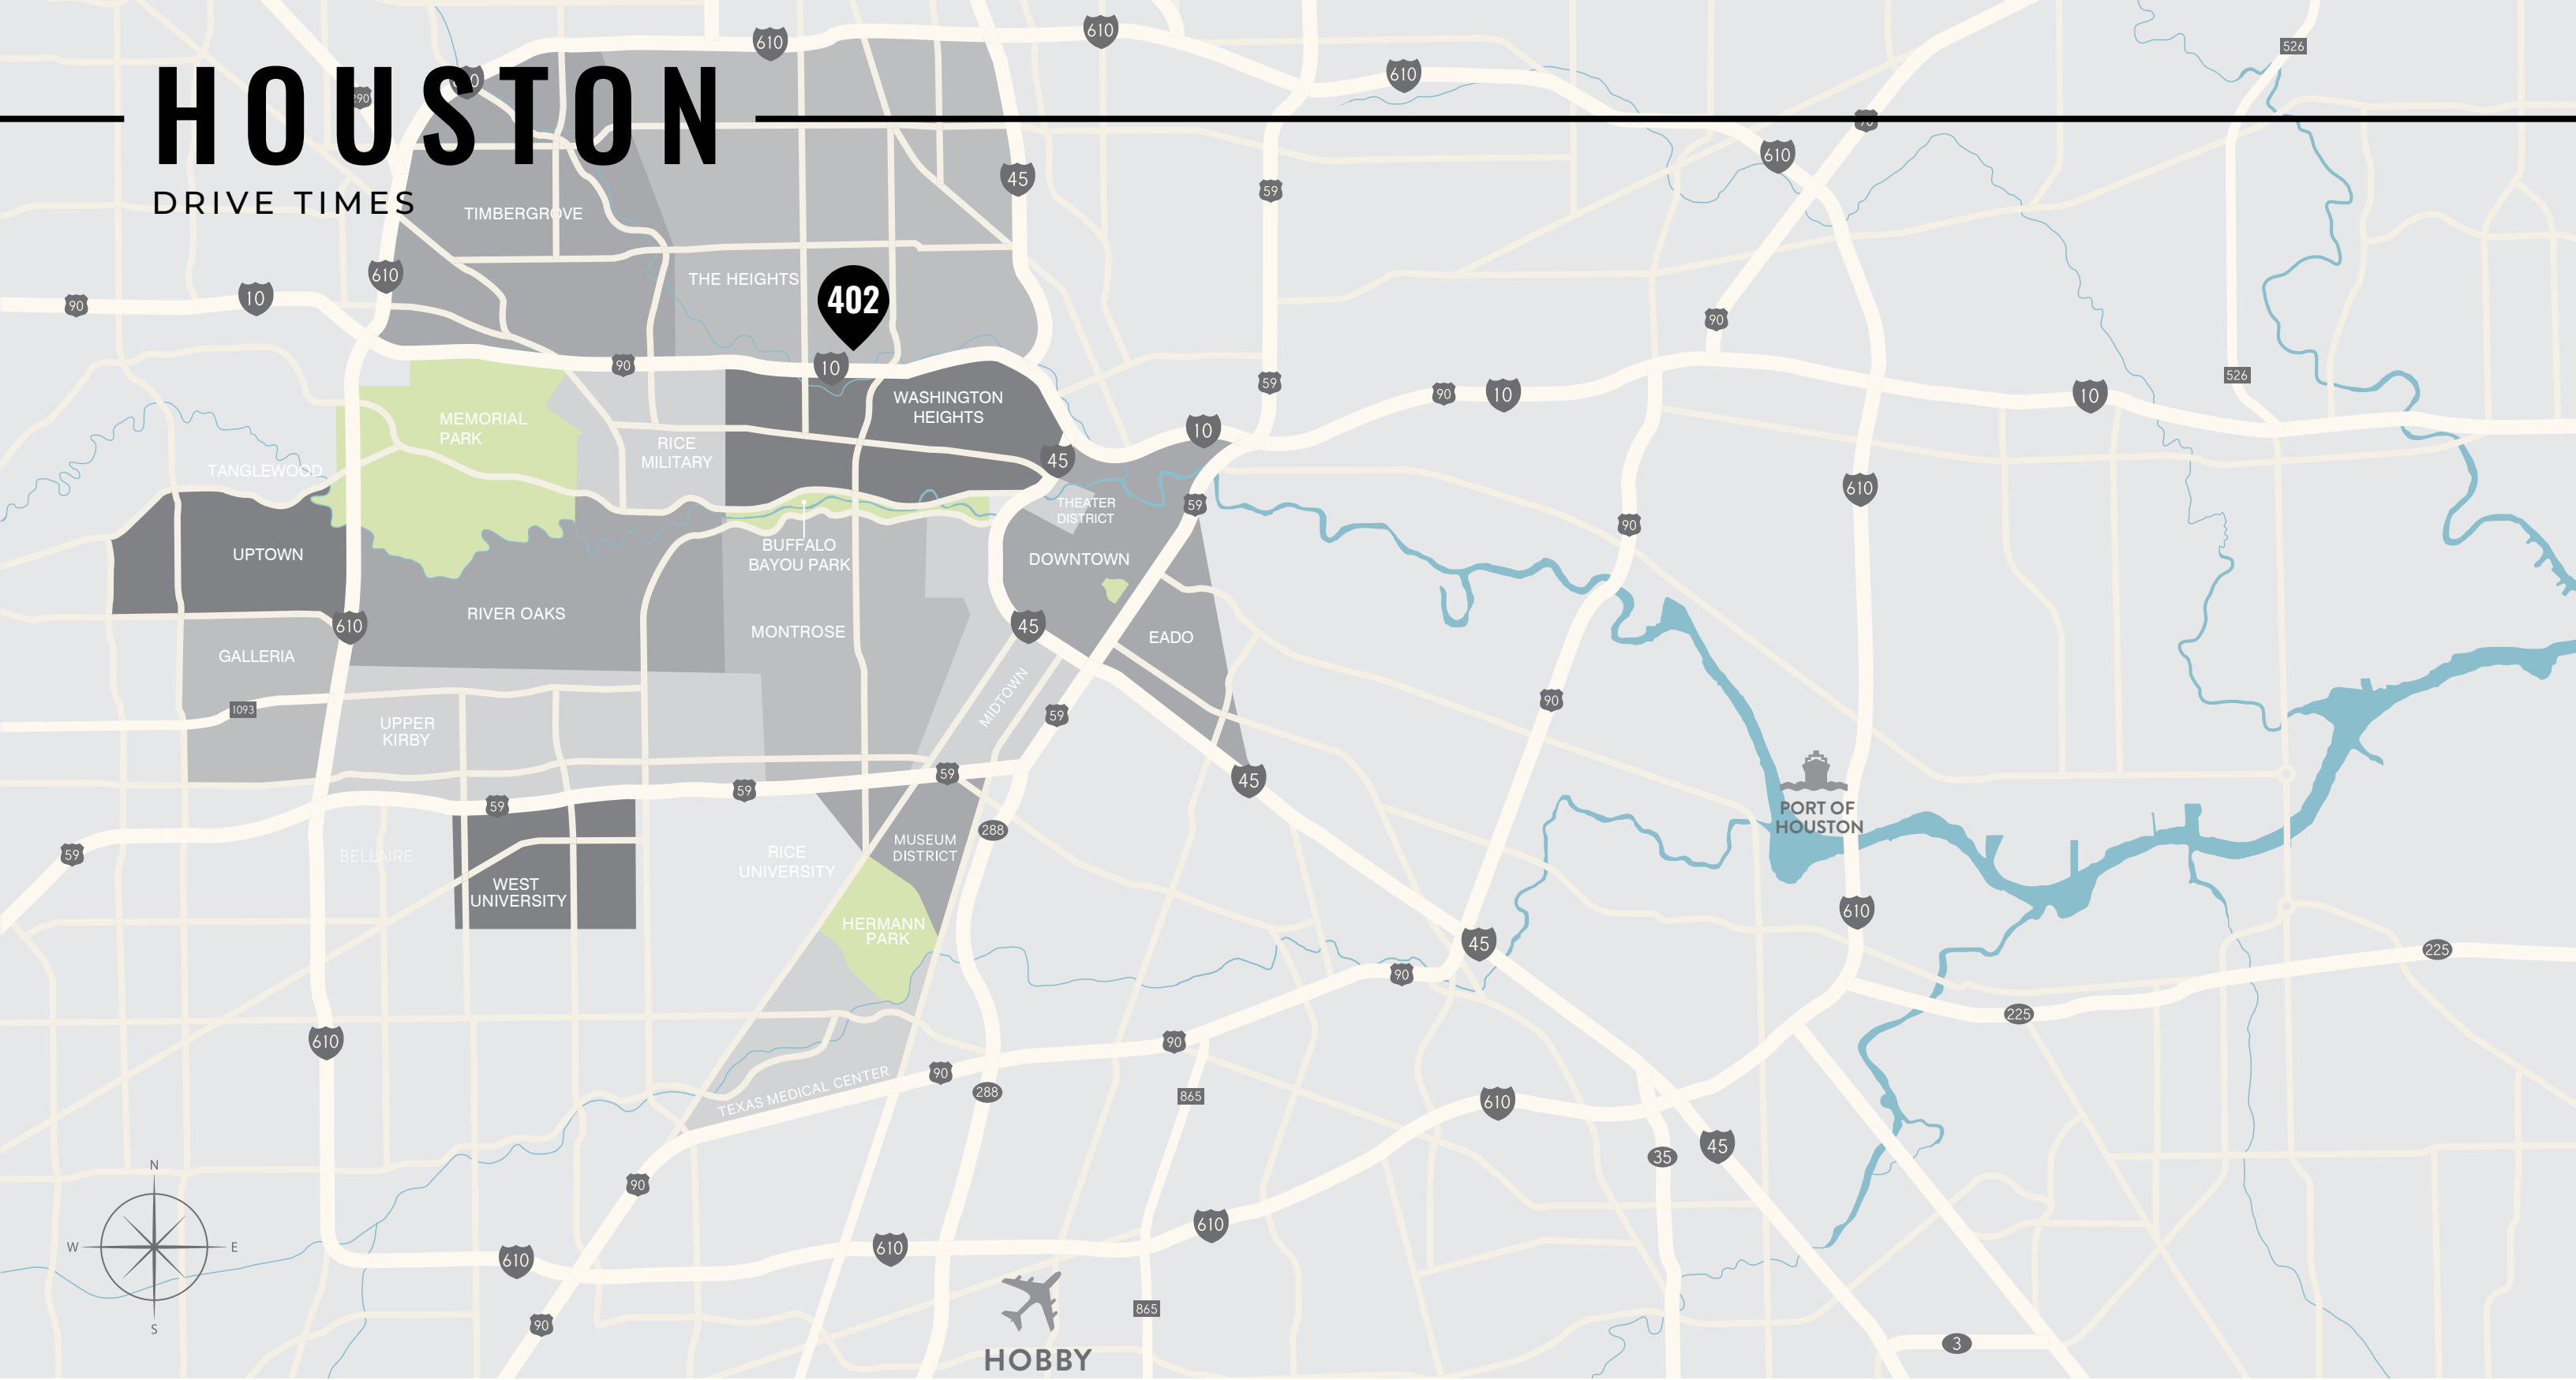 HOUSTON
DRIVE TIMES
610
610
610
526
290
90
610
45
59
TIMBERGROVE
610
THE HEIGHTS
402
10
90
90
90
10
526
59
90
10
10
WASHINGTON
HEIGHTS
MEMORIAL
PARK
10
RICE
MILITARY
45
TANGLEWOOD
610
THEATER
DISTRICT
59
90
UPTOWN
BUFFALO
BAYOU PARK
DOWNTOWN
RIVER OAKS
610
MONTROSE
45
EADO
GALLERIA
MIDTOWN
90
1093
59
UPPER
KIRBY
59
45
59
59
PORT OF
HOUSTON
288
59
BELLAIRE
RICE
UNIVERSITY
MUSEUM
DISTRICT
WEST
UNIVERSITY
610
HERMANN
PARK
45
225
90
225
610
90
90
TEXAS MEDICAL CENTER
288
865
610
45
35
N
W
E
S
90
610
610
610
90
865
3
HOBBY